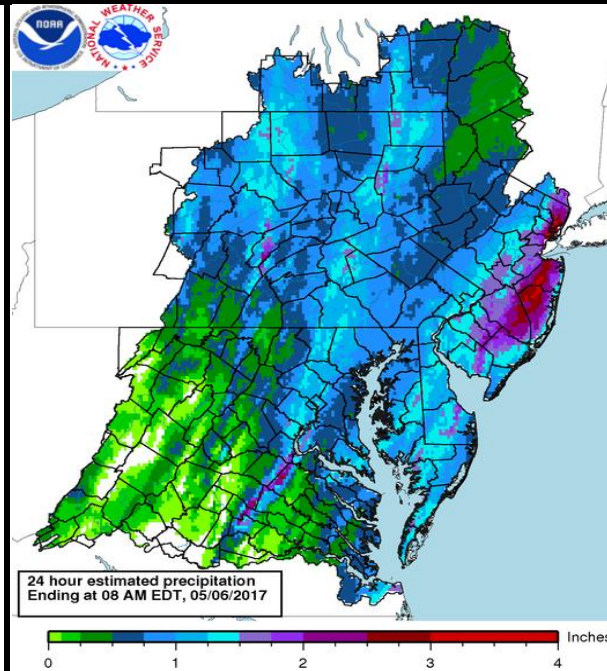 NOAA
NATIONAL WEATHER SERVICE
24 hour estimated precipitation
Ending at 08 AM EDT, 05/06/2017
Inches
0 1 2 3 4